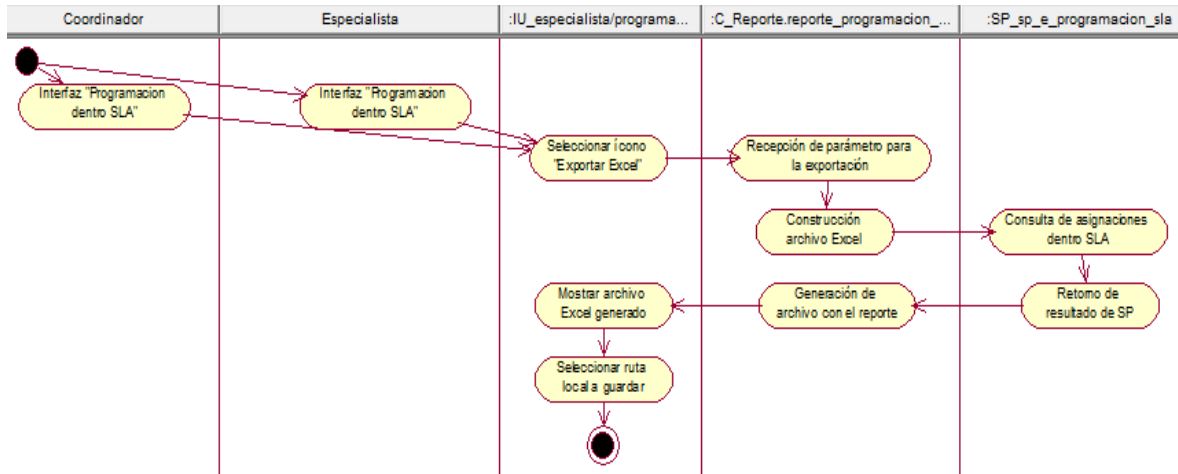 Coordinador
Especialista
:IU_especialista/programa...
:C_Reporte.reporte_programacion_...
:SP_sp_e_programacion_sla
Interfaz "Programacion
dentro SLA"
Interfaz "Programacion
dentro SLA"
Seleccionar ícono
"Exportar Excel"
Recepción de parámetro para
la exportación
Construcción
archivo Excel
Consulta de asignaciones
dentro SLA
Mostrar archivo
Excel generado
Generación de
archivo con el reporte
Retorno de
resultado de SP
Seleccionar ruta
local a guardar